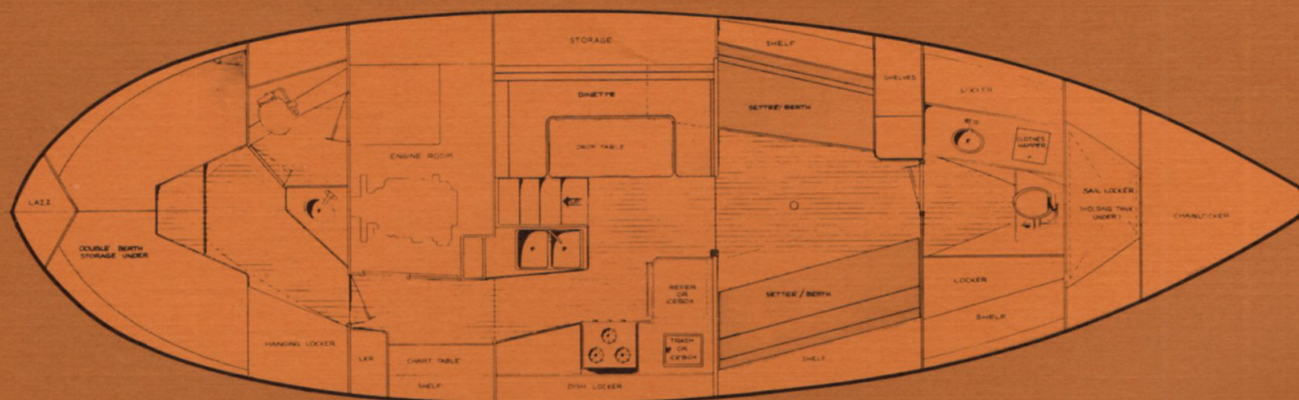 LAZZ
DOUBLE BERTH
STORAGE UNDER
HANGING LOCKER
LKR
CHART TABLE
SHELF
ENGINE ROOM
STORAGE
DINETTE
DROP TABLE
UP
DISH LOCKER
REFER
OR
ICEBOX
TRASH
OR
ICEBOX
SHELF
SETTEE/BERTH
SHELVES
SETTEE/BERTH
SHELF
LOCKER
CLOTHES
HAMPER
LOCKER
SHELF
SAIL LOCKER
(HOLDING TANK
UNDER)
CHAINLOCKER